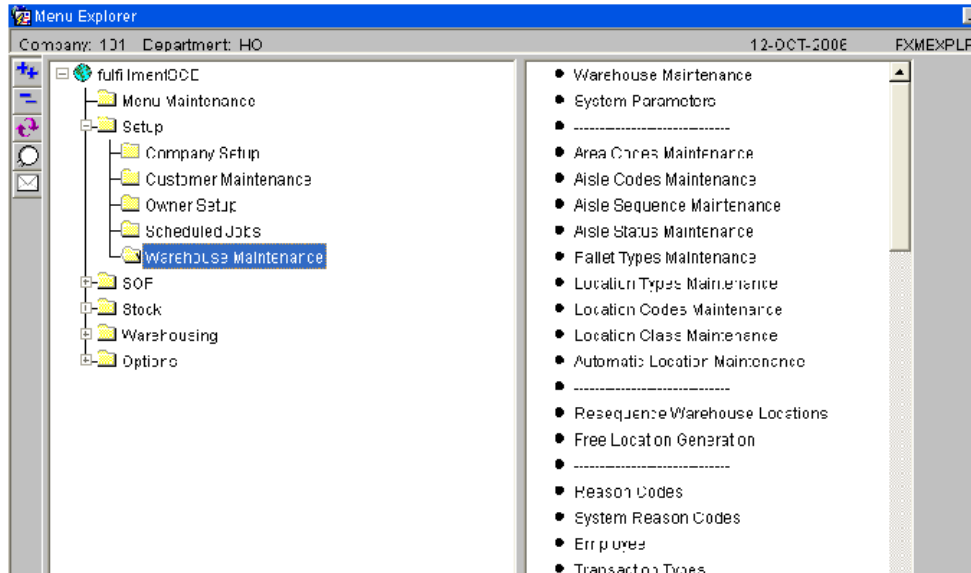 Menu Explorer
Company: 101 Department: HO 12-OCT-2006 FXMEXPLR
Menu Maintenance
Setup
Company Setup
Customer Maintenance
Owner Setup
Scheduled Jobs
Warehouse Maintenance
SOF
Stock
Warehousing
Options
Warehouse Maintenance
System Parameters
------------------------------
Area Codes Maintenance
Aisle Codes Maintenance
Aisle Sequence Maintenance
Aisle Status Maintenance
Pallet Types Maintenance
Location Types Maintenance
Location Codes Maintenance
Location Class Maintenance
Automatic Location Maintenance
------------------------------
Resequence Warehouse Locations
Free Location Generation
------------------------------
Reason Codes
System Reason Codes
Employee
Transaction Types